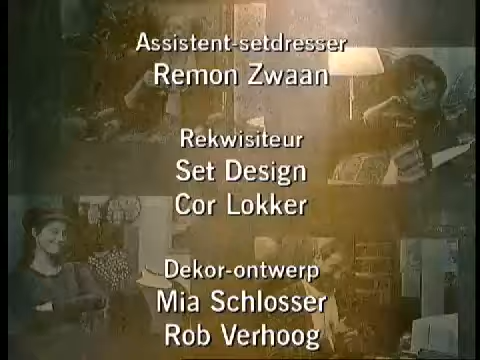 Assistent-setdresser
Remon Zwaan
Rekwisiteur
Set Design
Cor Lokker
Dekor-ontwerp
Mia Schlosser
Rob Verhoog